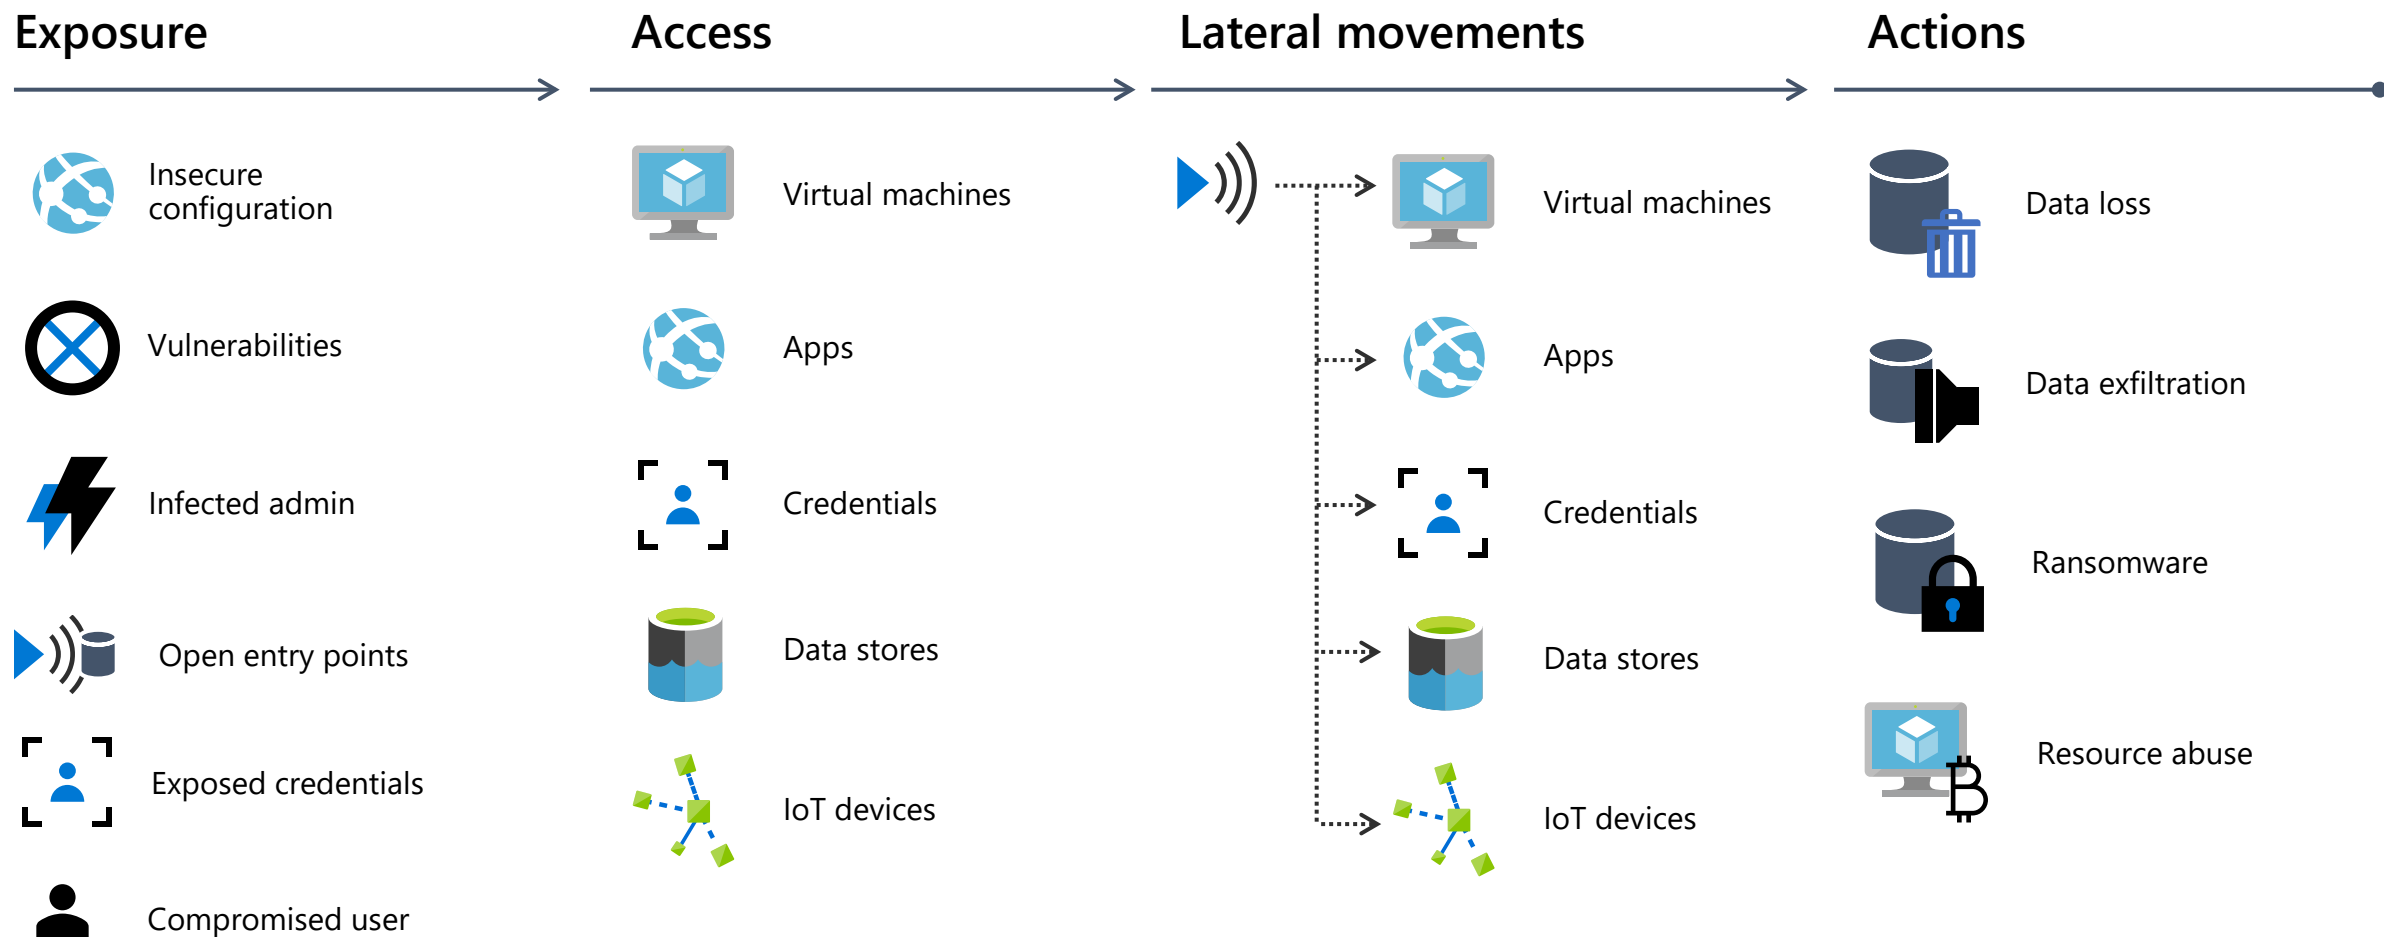 Exposure
Insecure
configuration
Vulnerabilities
Infected admin
Open entry points
Exposed credentials
Compromised user
Access
Virtual machines
Apps
Credentials
Data stores
IoT devices
Lateral movements
Virtual machines
Apps
Credentials
Data stores
IoT devices
Actions
Data loss
Data exfiltration
Ransomware
Resource abuse